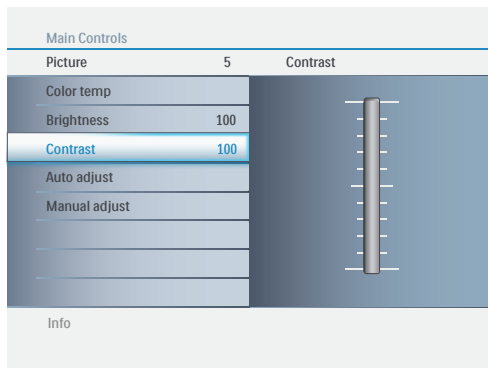 Main Controls
Picture 5 Contrast
Color temp
Brightness 100
Contrast 100
Auto adjust
Manual adjust
Info